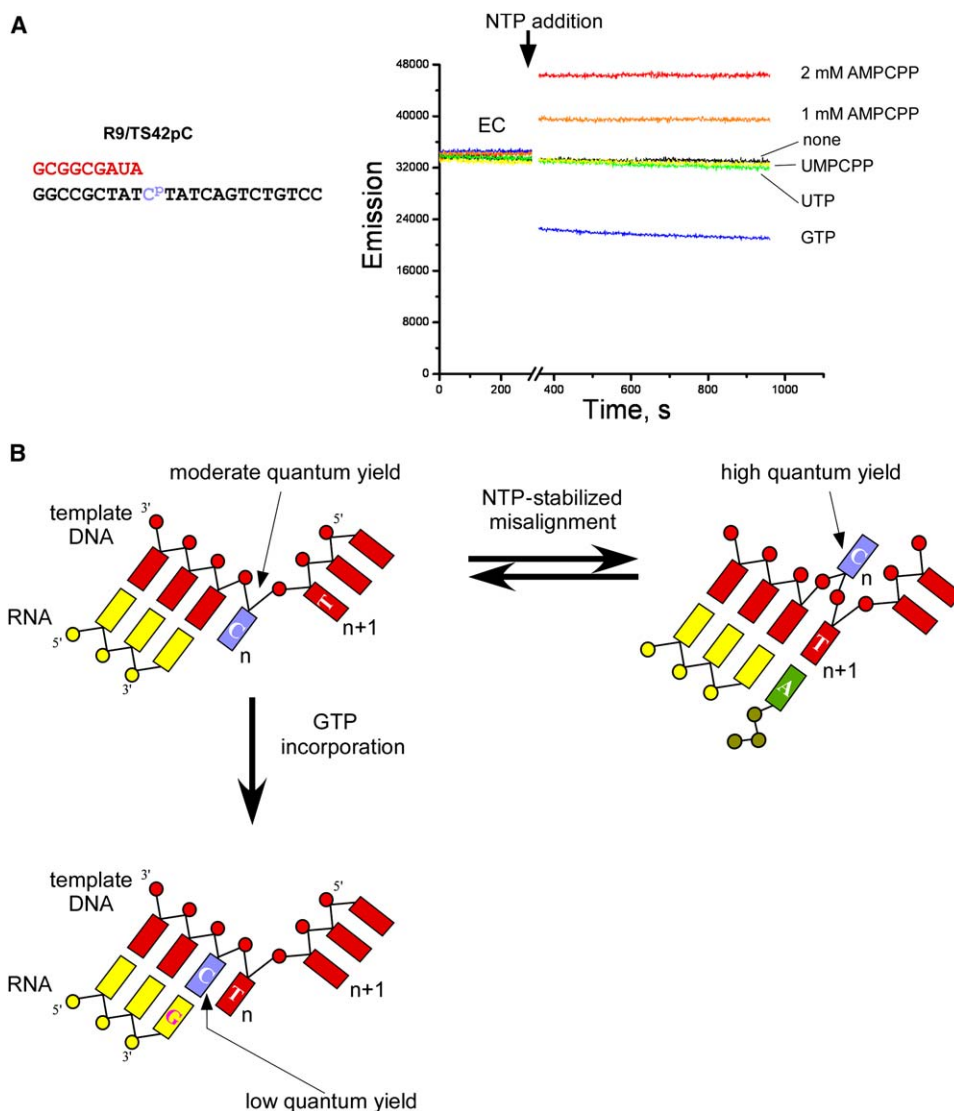 A
NTP addition
R9/TS42pC
GCGGCGAUA
GGCCGCTATCPTATCAGTCTGTCC
Emission
48000
40000
32000
24000
16000
8000
0
EC
2 mM AMPCPP
1 mM AMPCPP
none
UMPCPP
UTP
GTP
0 200 400 600 800 1000
Time, s
B
moderate quantum yield
template
DNA
3'
5'
RNA
5'
3'
C
n
T
n+1
NTP-stabilized
misalignment
high quantum yield
C
n
T
n+1
A
GTP
incorporation
template
DNA
3'
5'
RNA
5'
3'
C
G
T
n
n+1
low quantum yield